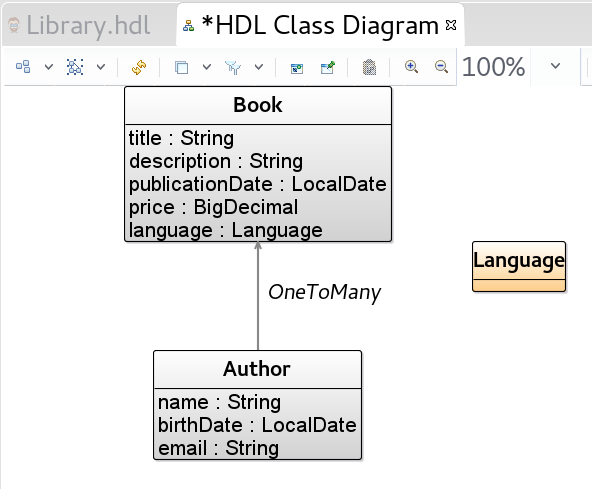 Library.hdl
*HDL Class Diagram
100%
Book
title : String
description : String
publicationDate : LocalDate
price : BigDecimal
language : Language
Language
OneToMany
Author
name : String
birthDate : LocalDate
email : String